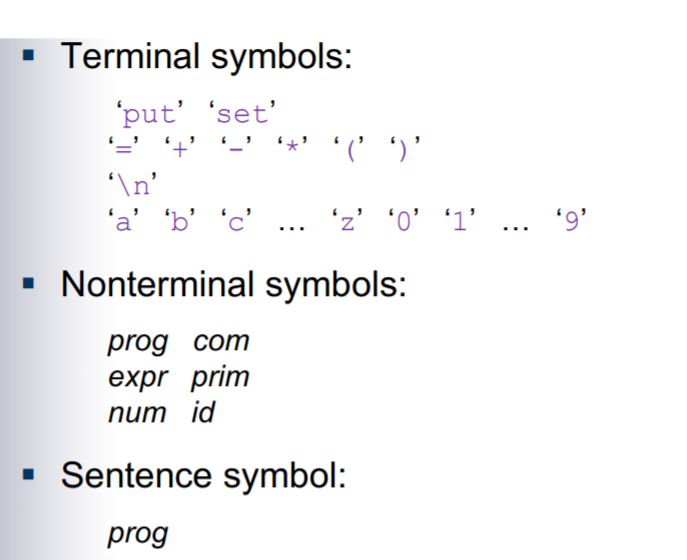 ▪ Terminal symbols:
‘put’ ‘set’
‘=’ ‘+’ ‘-’ ‘*’ ‘(’ ‘)’
‘\n’
‘a’ ‘b’ ‘c’ … ‘z’ ‘0’ ‘1’ … ‘9’
▪ Nonterminal symbols:
prog com
expr prim
num id
▪ Sentence symbol:
prog